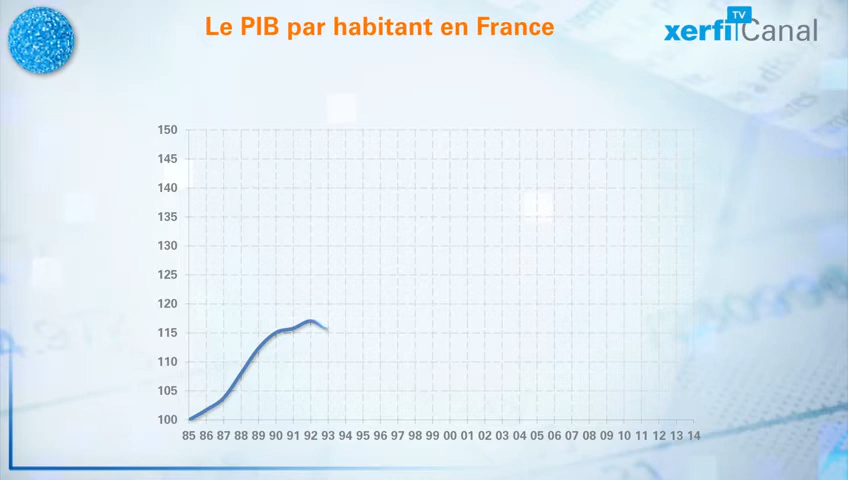 Le PIB par habitant en France
TV
xerfi Canal
150
145
140
135
130
125
120
115
110
105
100
85 86 87 88 89 90 91 92 93 94 95 96 97 98 99 00 01 02 03 04 05 06 07 08 09 10 11 12 13 14